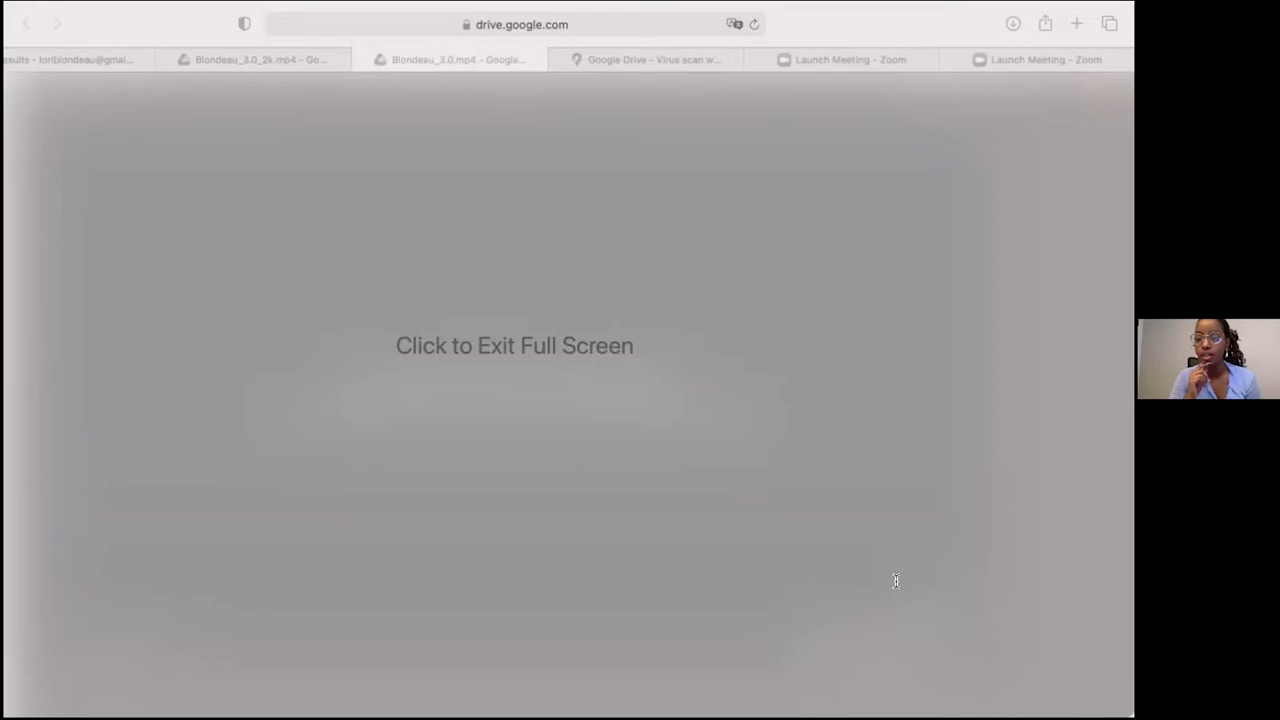 drive.google.com
esults - loriblondeau@gmai...
Blondeau_3.0_2k.mp4 - Go...
Blondeau_3.0.mp4 - Google...
Google Drive - Virus scan w...
Launch Meeting - Zoom
Launch Meeting - Zoom
Click to Exit Full Screen